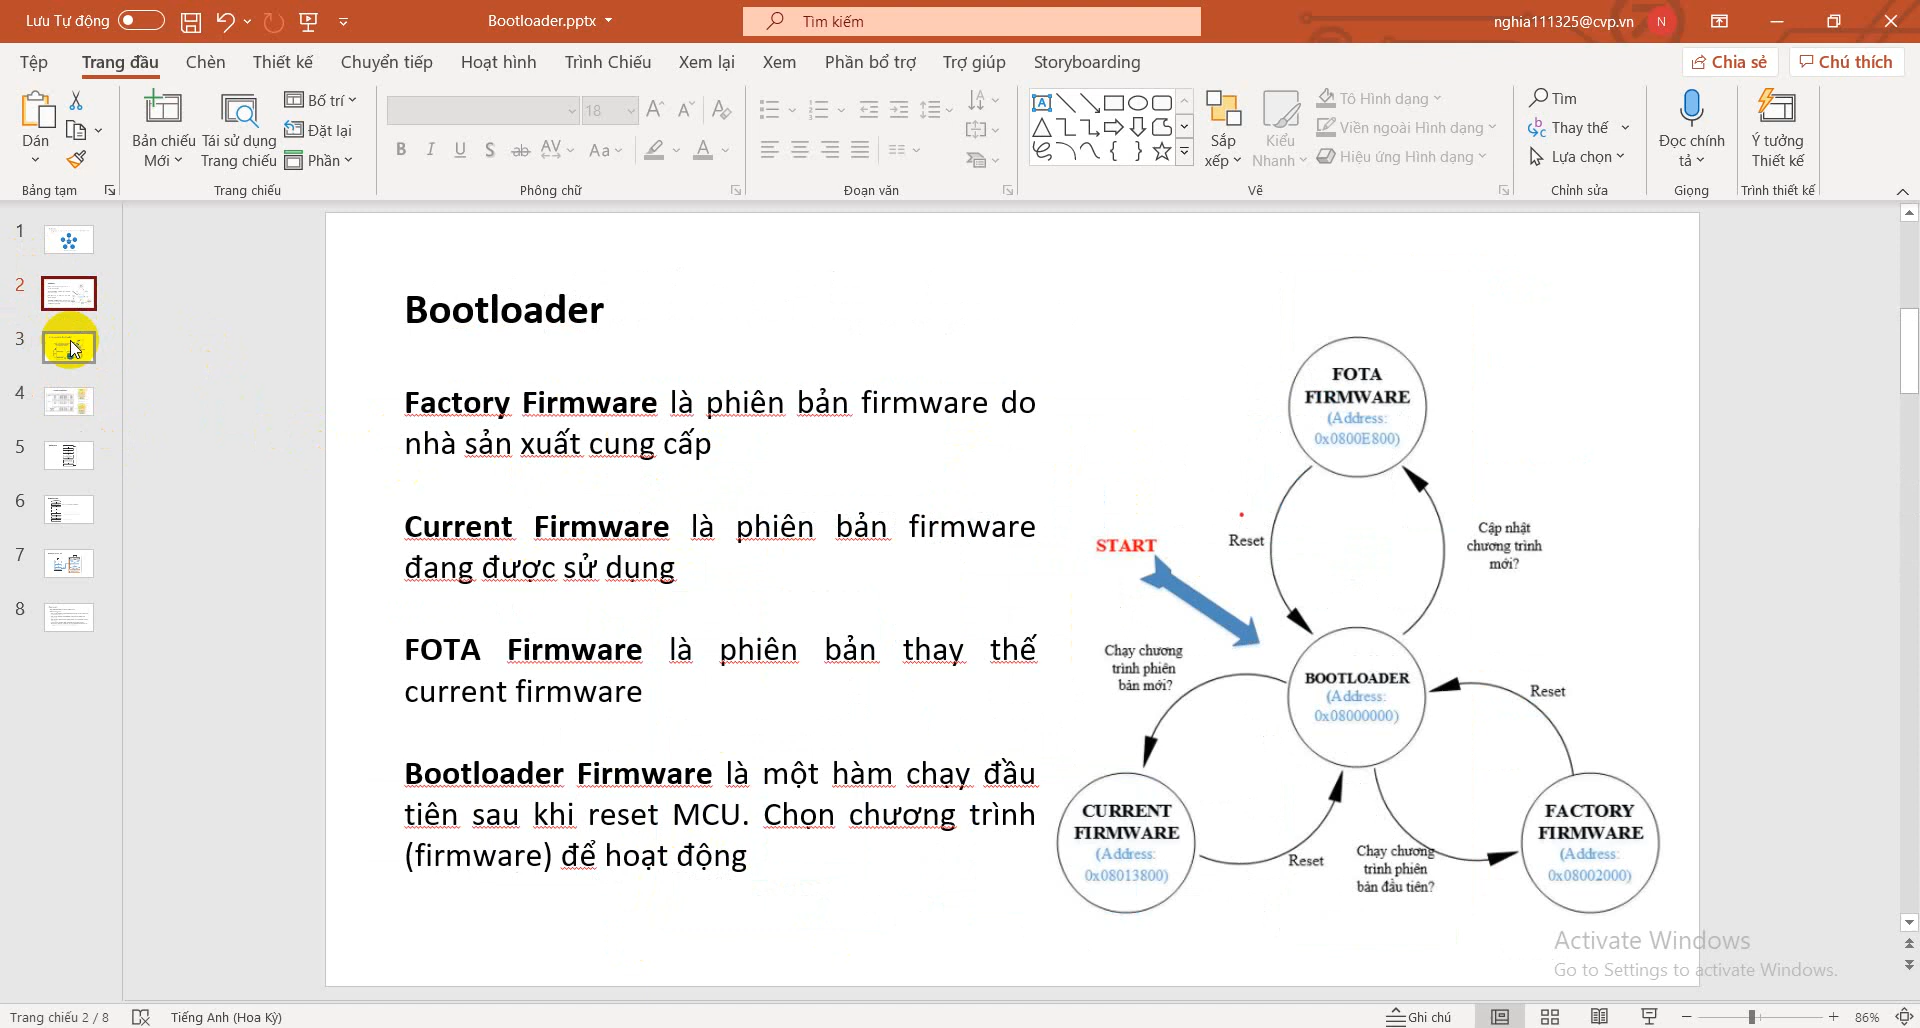 Lưu Tự động
Bootloader.pptx
Tìm kiếm
nghia111325@cvp.vn
N
Tệp
Trang đầu
Chèn
Thiết kế
Chuyển tiếp
Hoạt hình
Trình Chiếu
Xem lại
Xem
Phần bổ trợ
Trợ giúp
Storyboarding
Chia sẻ
Chú thích
Dán
Bảng tạm
Bản chiếu
Mới
Tái sử dụng
Trang chiếu
Bố trí
Đặt lại
Phần
Trang chiếu
18
Phông chữ
Đoạn văn
Sắp
xếp
Kiểu
Nhanh
Tô Hình dạng
Viền ngoài Hình dạng
Hiệu ứng Hình dạng
Vẽ
Tìm
Thay thế
Lựa chọn
Chỉnh sửa
Đọc chính
tả
Giọng
Ý tưởng
Thiết kế
Trình thiết kế
1
2
3
4
5
6
7
8
Bootloader
Factory Firmware là phiên bản firmware do
nhà sản xuất cung cấp
Current Firmware là phiên bản firmware
đang được sử dụng
FOTA Firmware là phiên bản thay thế
current firmware
Bootloader Firmware là một hàm chạy đầu
tiên sau khi reset MCU. Chọn chương trình
(firmware) để hoạt động
FOTA
FIRMWARE
(Address:
0x0800E800)
Reset
Cập nhật
chương trình
mới?
START
Chạy chương
trình phiên
bản mới?
BOOTLOADER
(Address:
0x08000000)
Reset
CURRENT
FIRMWARE
(Address:
0x08013800)
Reset
Chạy chương
trình phiên
bản đầu tiên?
FACTORY
FIRMWARE
(Address:
0x08002000)
Activate Windows
Go to Settings to activate Windows.
Trang chiếu 2 / 8
Tiếng Anh (Hoa Kỳ)
Ghi chú
86%